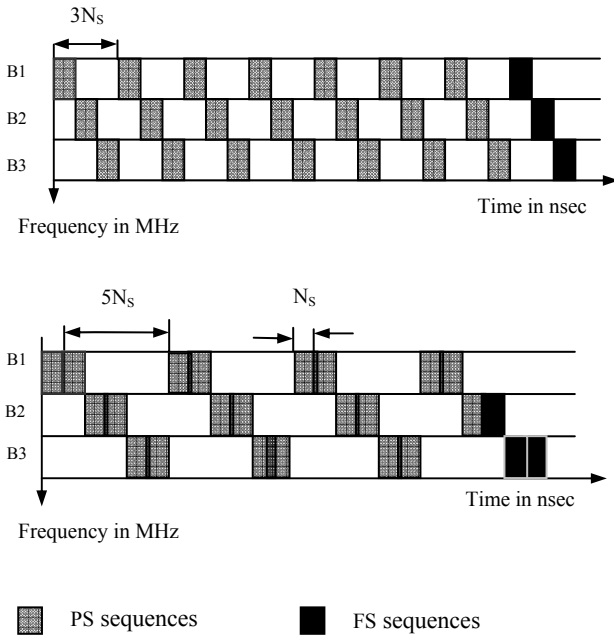 3N_S
B1
B2
B3
Time in nsec
Frequency in MHz
5N_S N_S
B1
B2
B3
Time in nsec
Frequency in MHz
PS sequences FS sequences